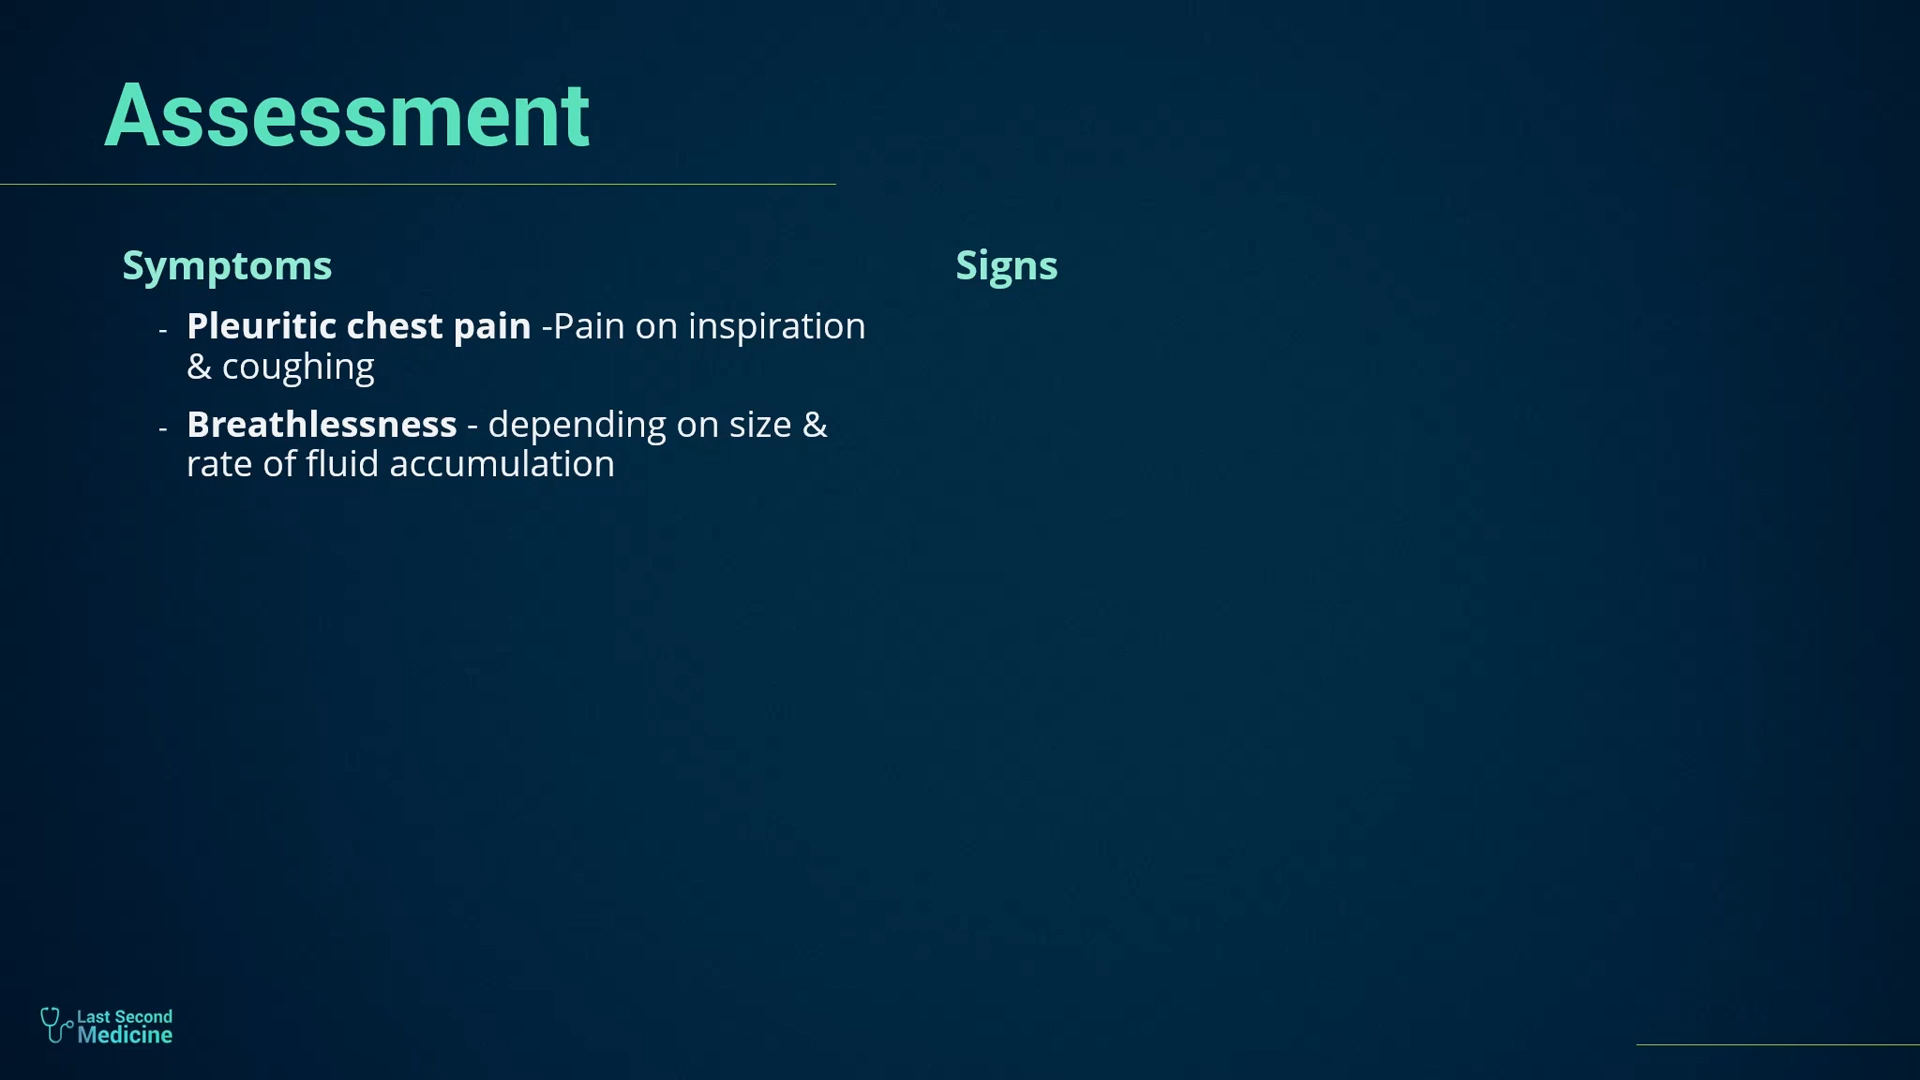 Assessment
Symptoms
- Pleuritic chest pain -Pain on inspiration
& coughing
- Breathlessness - depending on size &
rate of fluid accumulation
Signs
Last Second
Medicine